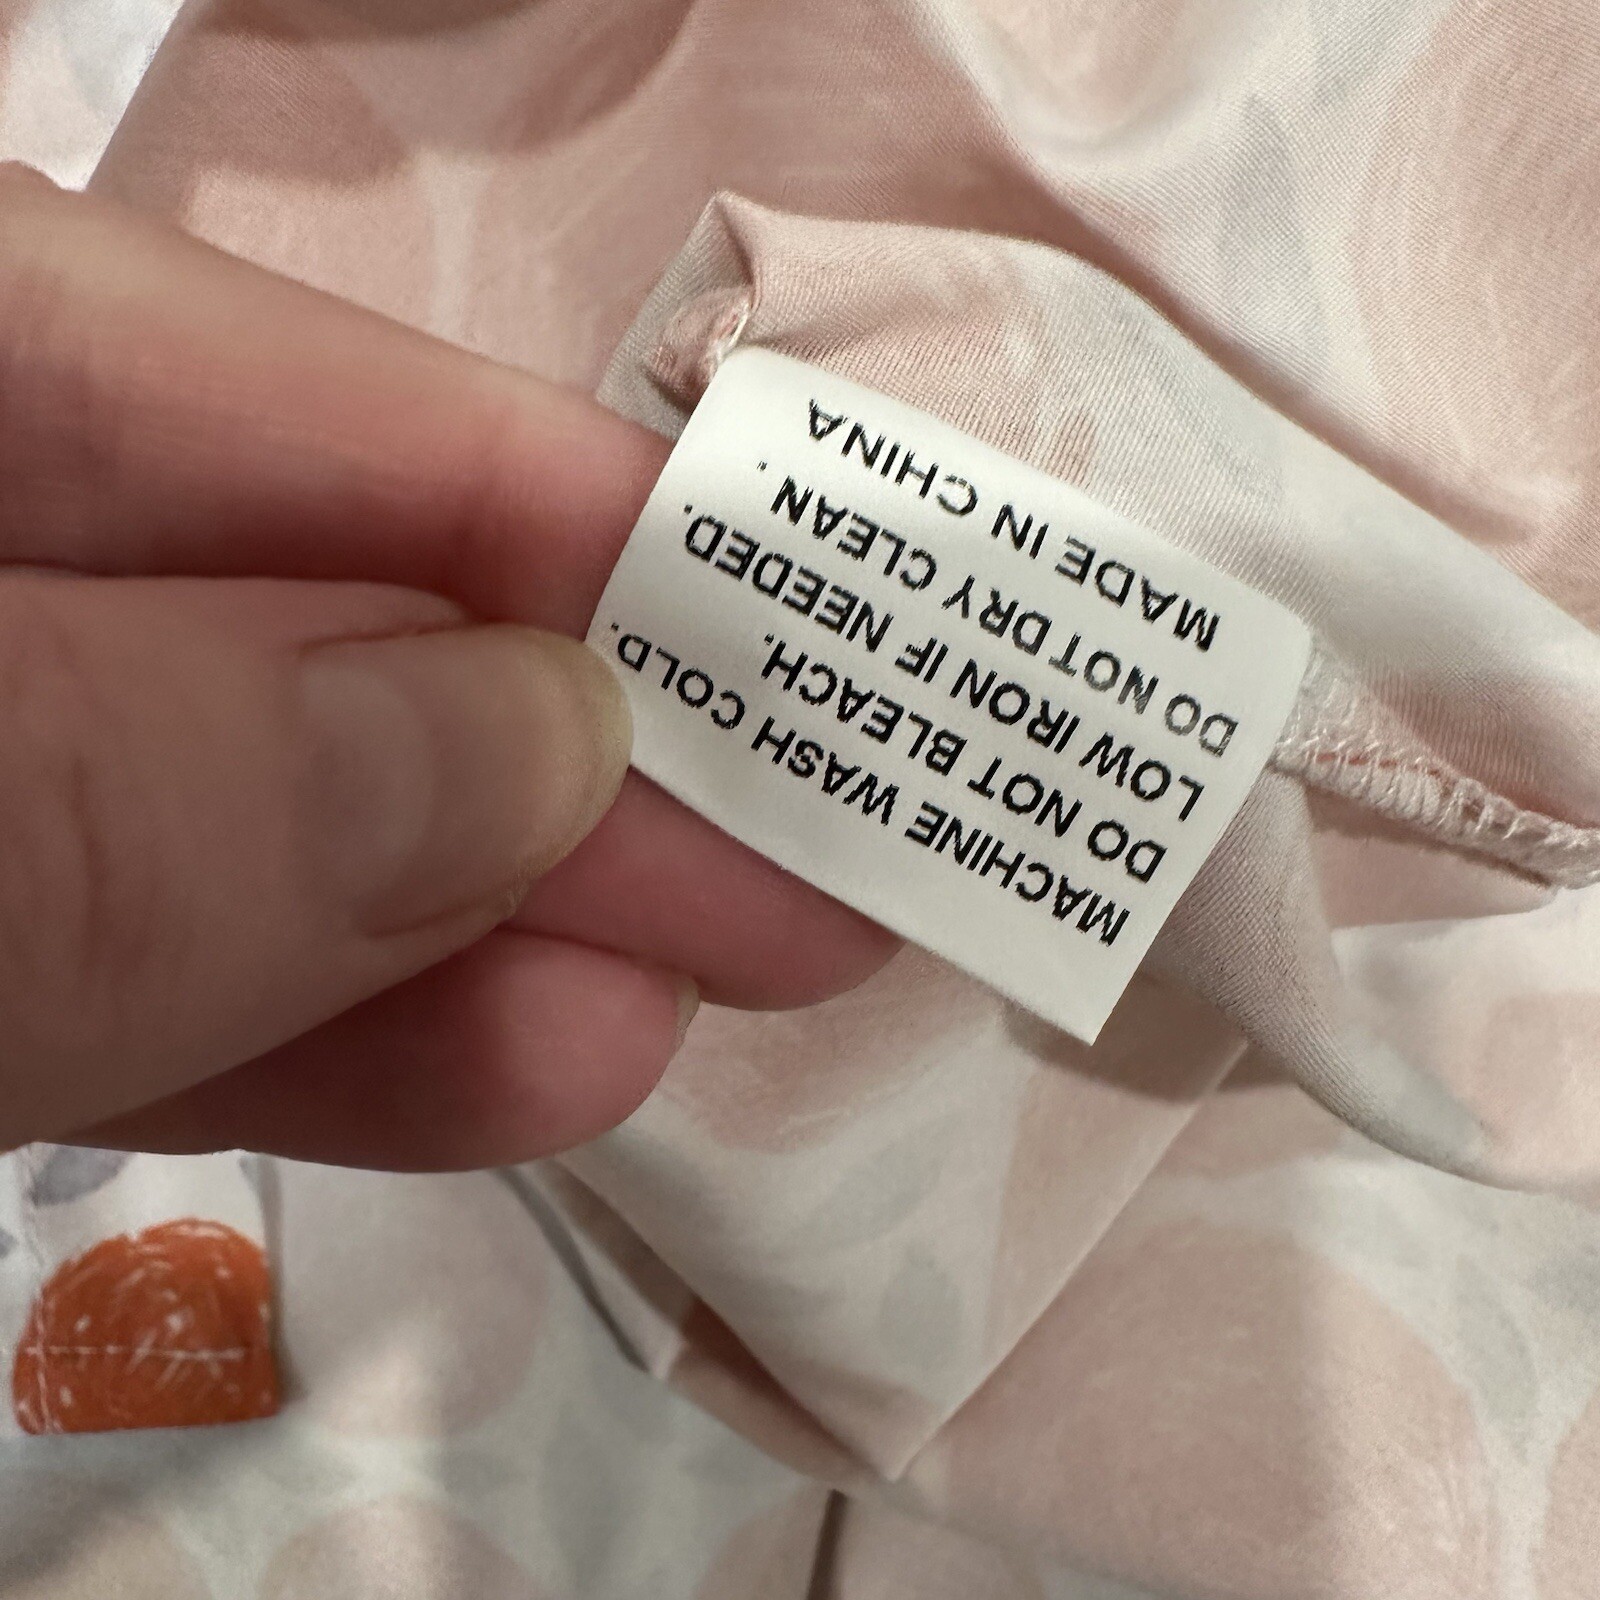 MACHINE WASH COLD.
DO NOT BLEACH.
LOW IRON IF NEEDED.
DO NOT DRY CLEAN.
MADE IN CHINA